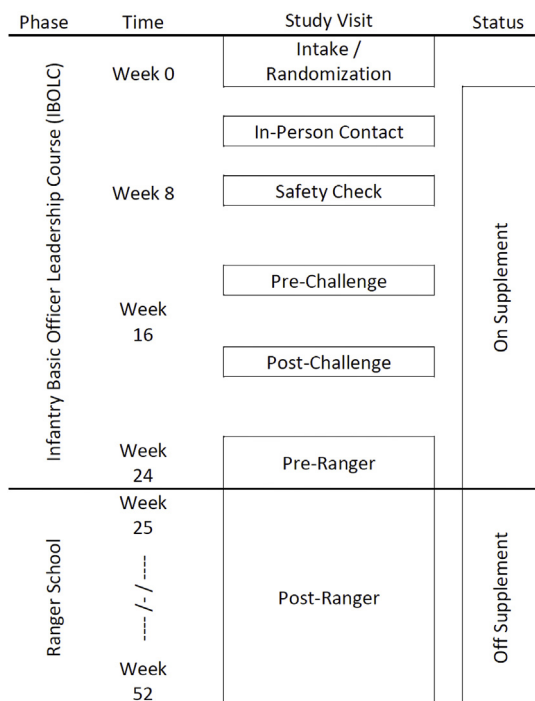 Phase Time Study Visit Status
Infantry Basic Officer Leadership Course (IBOLC)
Week 0
Intake /
Randomization
In-Person Contact
Week 8
Safety Check
Pre-Challenge
Week
16
Post-Challenge
Week
24
Pre-Ranger
On Supplement
Ranger School
Week
25
---- /- / ----
Week
52
Post-Ranger
Off Supplement